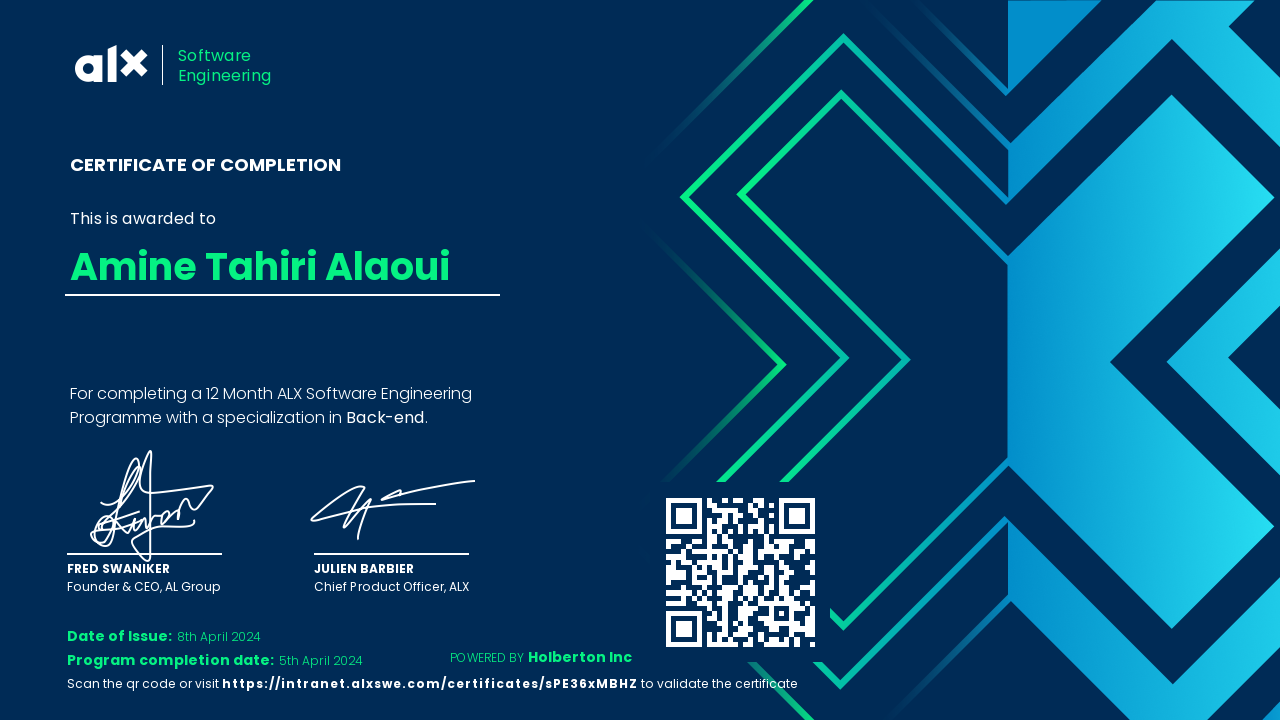 alx
Software
Engineering
CERTIFICATE OF COMPLETION
This is awarded to
Amine Tahiri Alaoui
For completing a 12 Month ALX Software Engineering
Programme with a specialization in Back-end.
FRED SWANIKER
Founder & CEO, AL Group
JULIEN BARBIER
Chief Product Officer, ALX
Date of Issue: 8th April 2024
Program completion date: 5th April 2024
POWERED BY Holberton Inc
Scan the qr code or visit https://intranet.alxswe.com/certificates/sPE36xMBHZ to validate the certificate